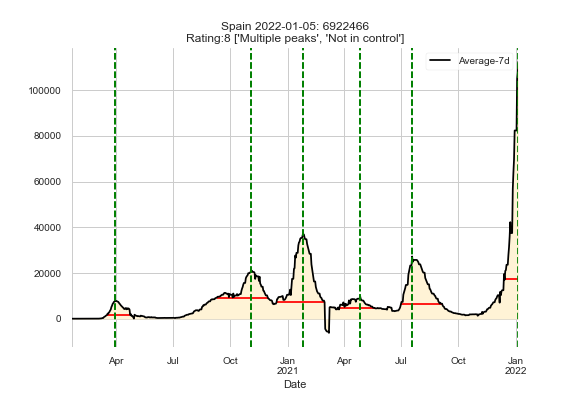 Spain 2022-01-05: 6922466
Rating:8 ['Multiple peaks', 'Not in control']
Average-7d
100000
80000
60000
40000
20000
0
Apr Jul Oct Jan Apr Jul Oct Jan
2021 2022
Date